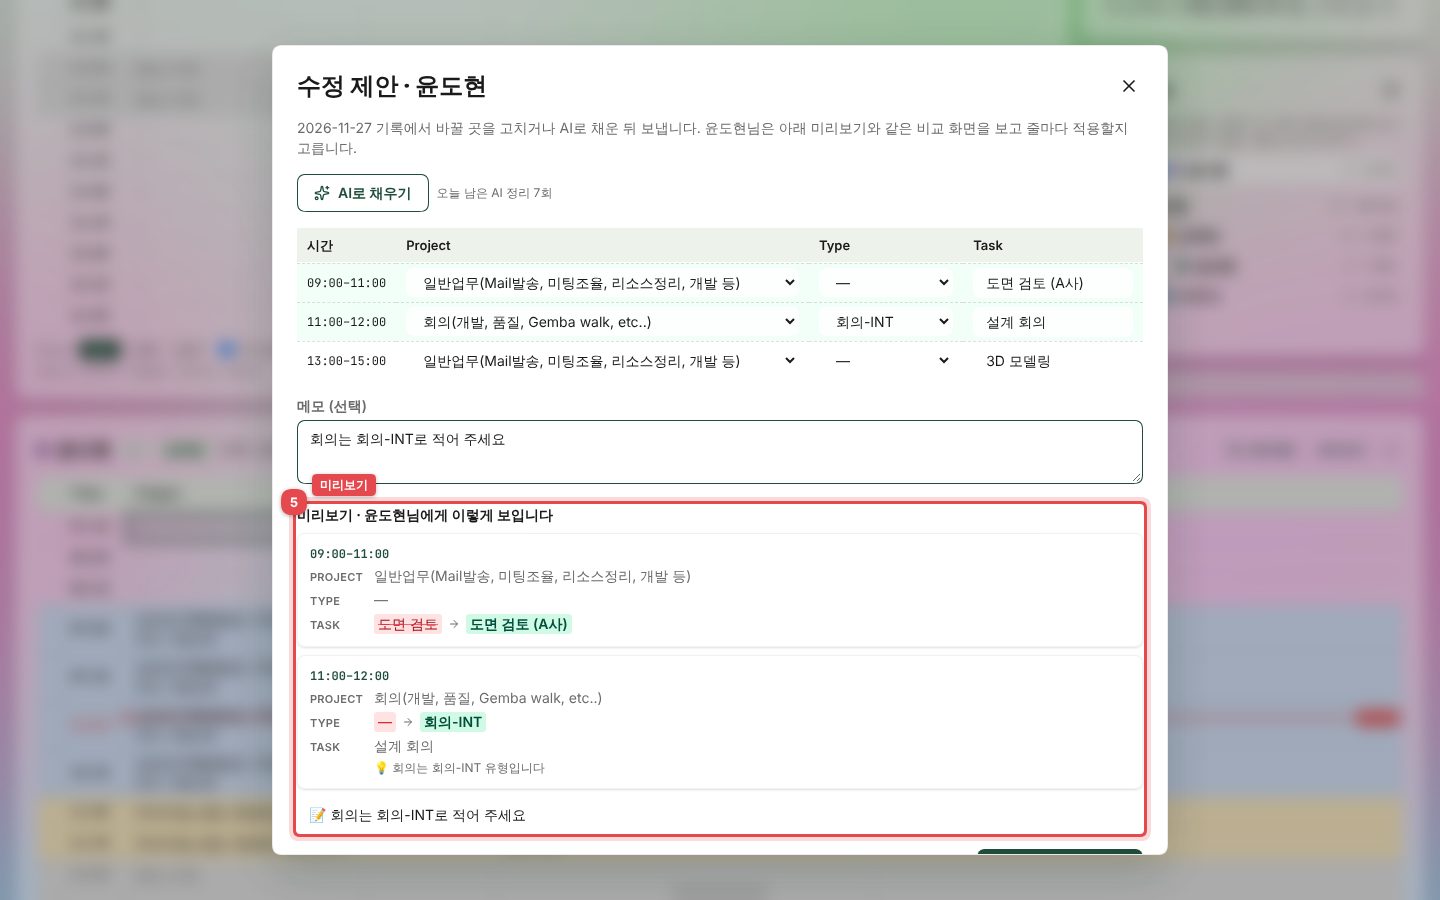 수정 제안 · 윤도현
2026-11-27 기록에서 바꿀 곳을 고치거나 AI로 채운 뒤 보냅니다. 윤도현님은 아래 미리보기와 같은 비교 화면을 보고 줄마다 적용할지
고릅니다.
AI로 채우기 오늘 남은 AI 정리 7회
시간 Project Type Task
09:00–11:00 일반업무(Mail발송, 미팅조율, 리소스정리, 개발 등) — 도면 검토 (A사)
11:00–12:00 회의(개발, 품질, Gemba walk, etc..) 회의-INT 설계 회의
13:00–15:00 일반업무(Mail발송, 미팅조율, 리소스정리, 개발 등) — 3D 모델링
메모 (선택)
회의는 회의-INT로 적어 주세요
미리보기
5
미리보기 · 윤도현님에게 이렇게 보입니다
09:00–11:00
PROJECT 일반업무(Mail발송, 미팅조율, 리소스정리, 개발 등)
TYPE —
TASK 도면 검토 → 도면 검토 (A사)
11:00–12:00
PROJECT 회의(개발, 품질, Gemba walk, etc..)
TYPE — → 회의-INT
TASK 설계 회의
💡 회의는 회의-INT 유형입니다
📝 회의는 회의-INT로 적어 주세요